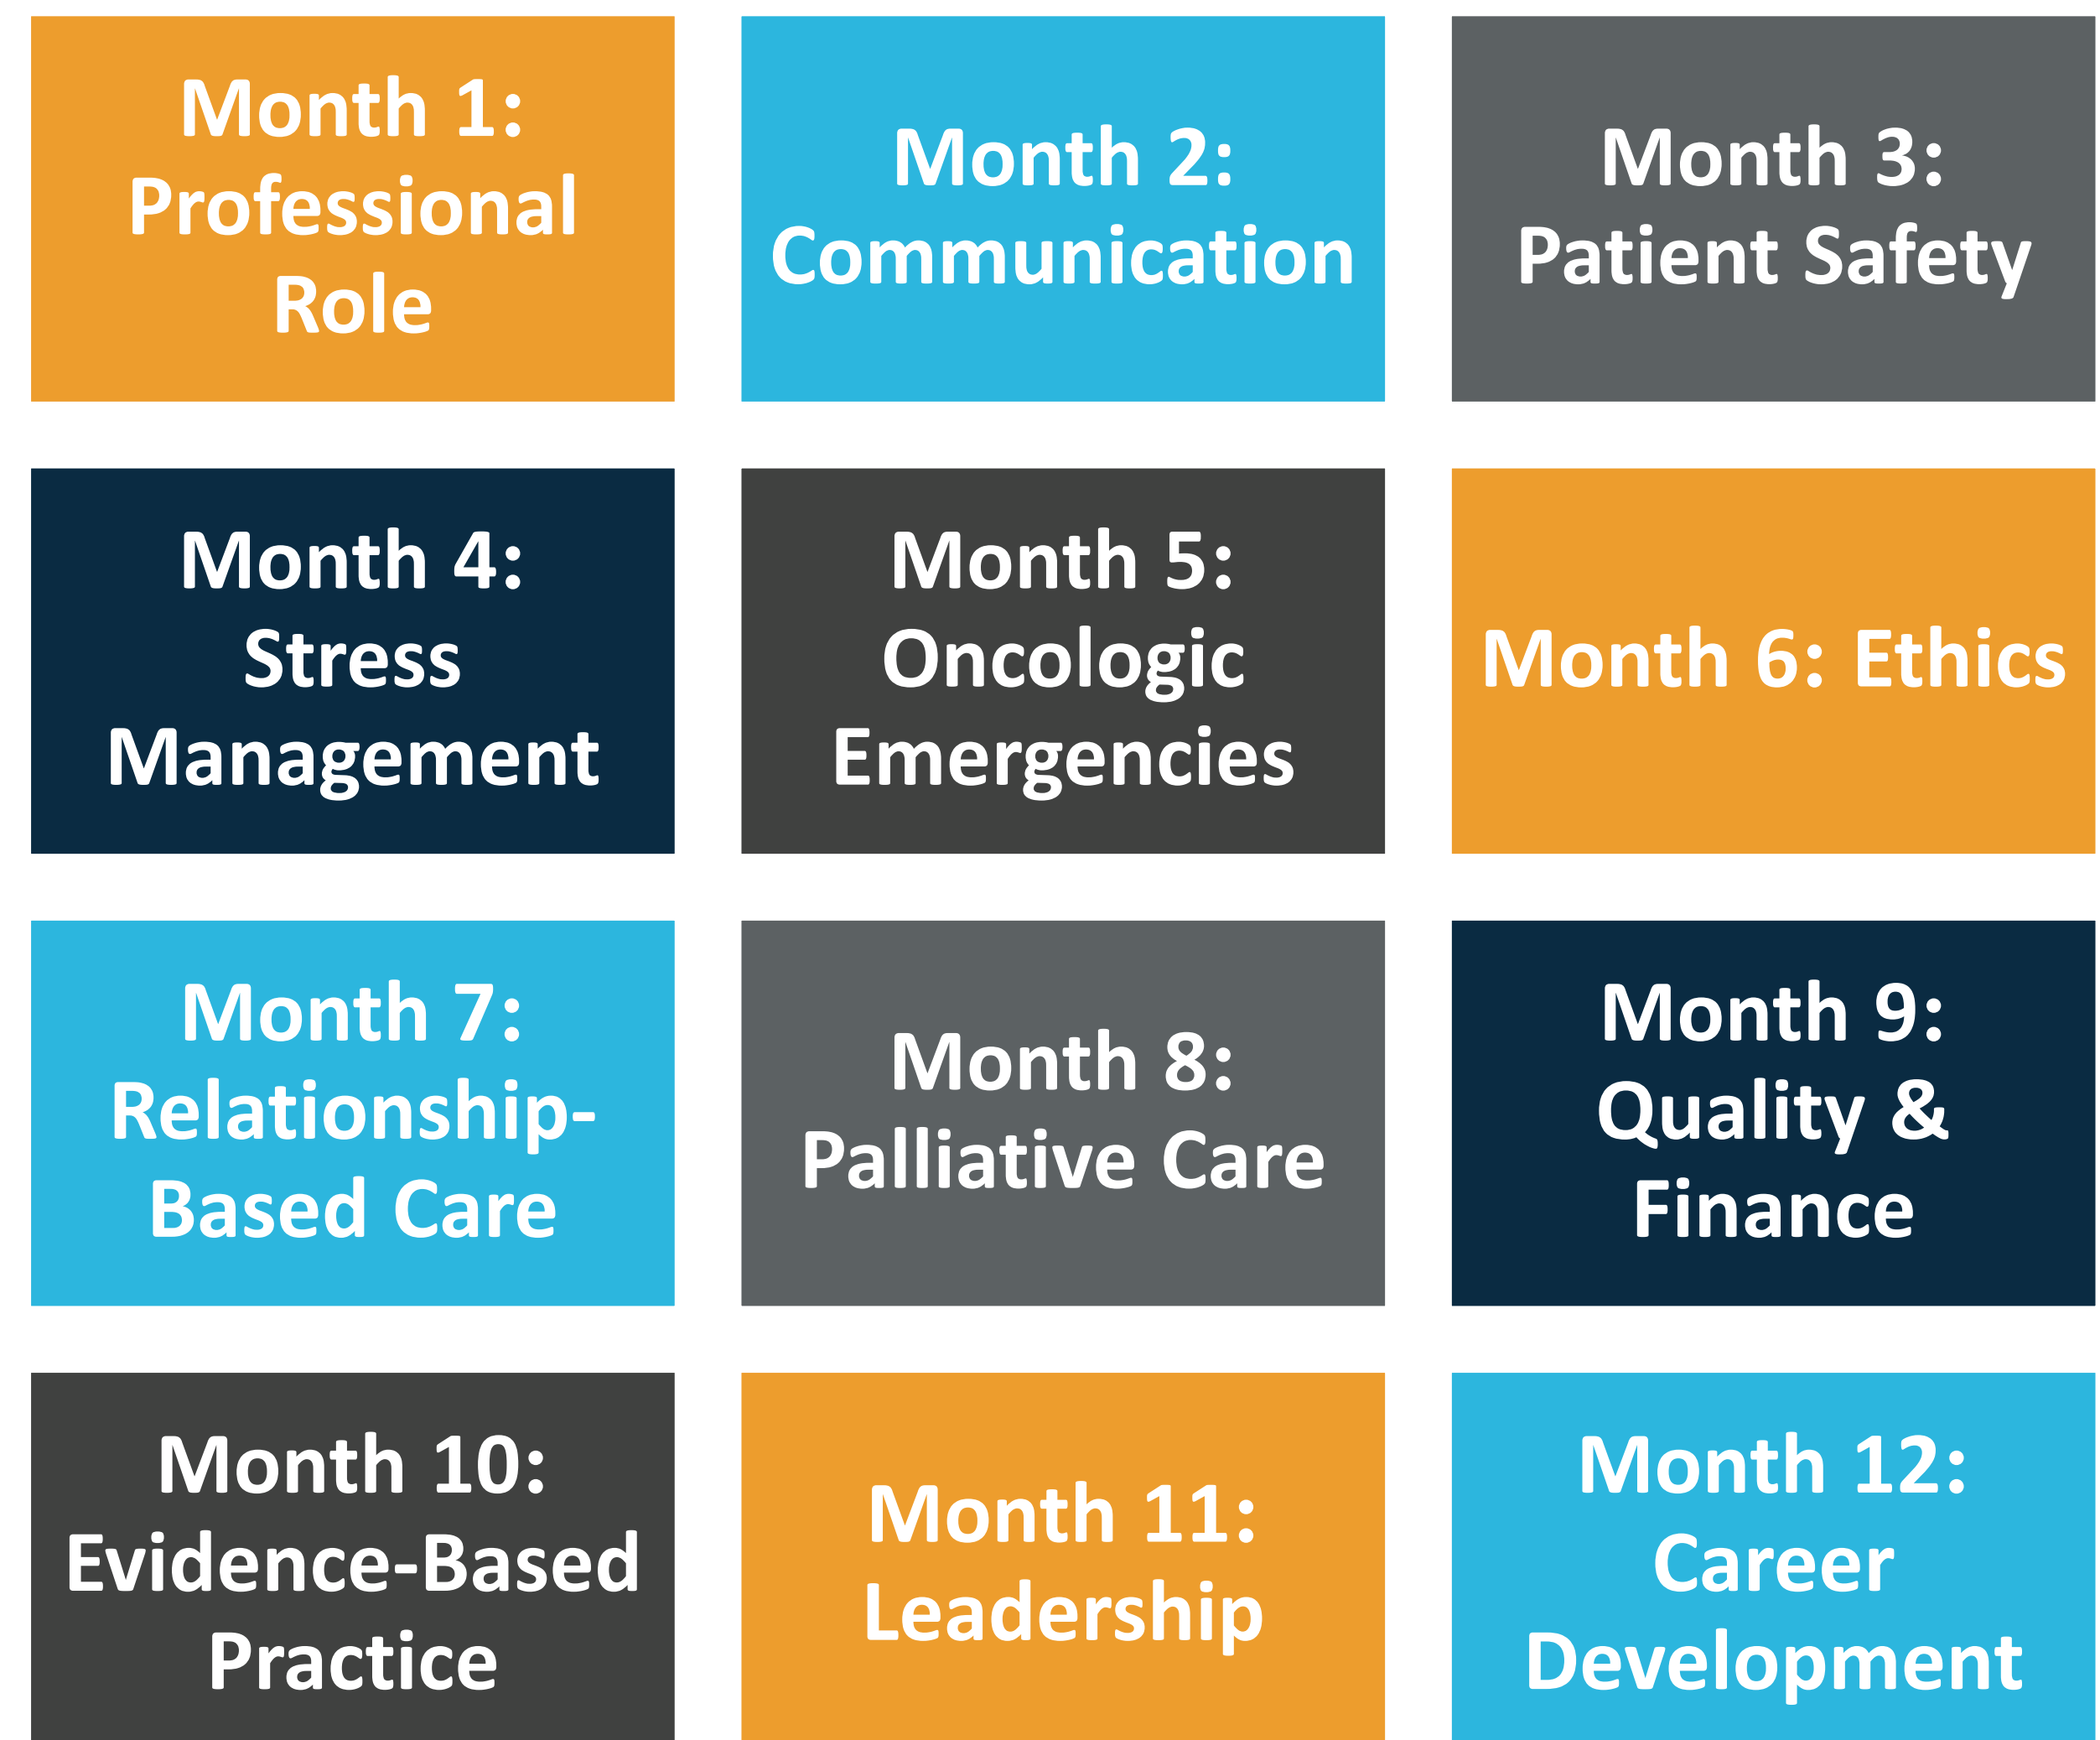 Month 1:
Professional
Role
Month 2:
Communication
Month 3:
Patient Safety
Month 4:
Stress
Management
Month 5:
Oncologic
Emergencies
Month 6: Ethics
Month 7:
Relationship-
Based Care
Month 8:
Palliative Care
Month 9:
Quality &
Finance
Month 10:
Evidence-Based
Practice
Month 11:
Leadership
Month 12:
Career
Development